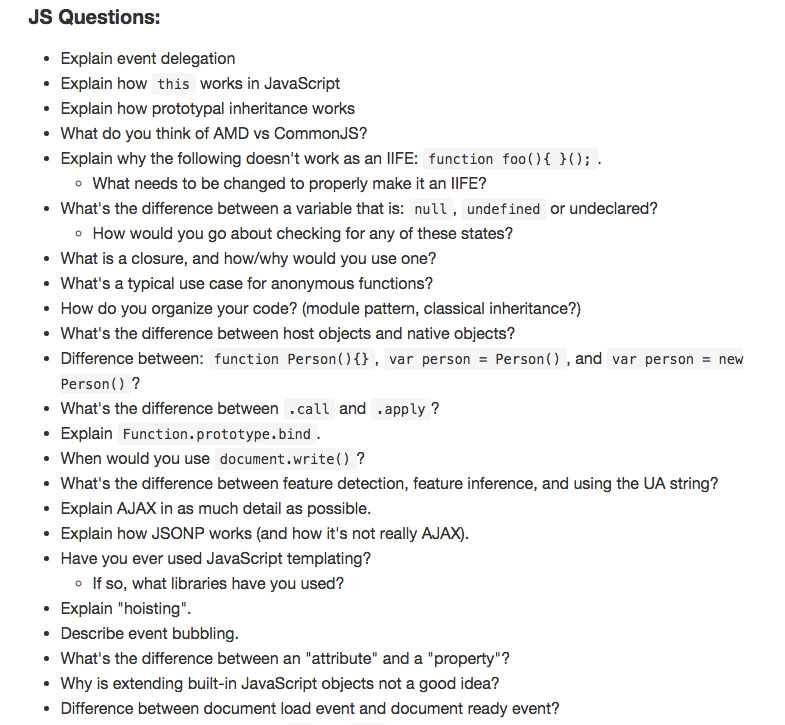 JS Questions:
Explain event delegation
Explain how this works in JavaScript
Explain how prototypal inheritance works
What do you think of AMD vs CommonJS?
Explain why the following doesn't work as an IIFE: function foo(){ }(); .
What needs to be changed to properly make it an IIFE?
What's the difference between a variable that is: null , undefined or undeclared?
How would you go about checking for any of these states?
What is a closure, and how/why would you use one?
What's a typical use case for anonymous functions?
How do you organize your code? (module pattern, classical inheritance?)
What's the difference between host objects and native objects?
Difference between: function Person(){} , var person = Person() , and var person = new
Person() ?
What's the difference between .call and .apply ?
Explain Function.prototype.bind .
When would you use document.write() ?
What's the difference between feature detection, feature inference, and using the UA string?
Explain AJAX in as much detail as possible.
Explain how JSONP works (and how it's not really AJAX).
Have you ever used JavaScript templating?
If so, what libraries have you used?
Explain "hoisting".
Describe event bubbling.
What's the difference between an "attribute" and a "property"?
Why is extending built-in JavaScript objects not a good idea?
Difference between document load event and document ready event?